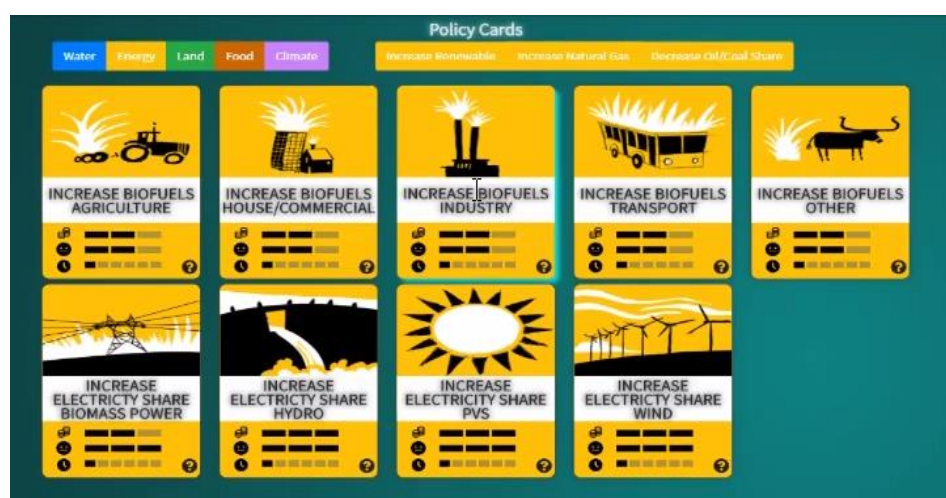 Policy Cards
Water Energy Land Food Climate
Increase Renewable Increase Natural Gas Decrease Oil/Coal Share
INCREASE BIOFUELS
AGRICULTURE
INCREASE BIOFUELS
HOUSE/COMMERCIAL
INCREASE BIOFUELS
INDUSTRY
INCREASE BIOFUELS
TRANSPORT
INCREASE BIOFUELS
OTHER
INCREASE
ELECTRICTY SHARE
BIOMASS POWER
INCREASE
ELECTRICTY SHARE
HYDRO
INCREASE
ELECTRICITY SHARE
PVS
INCREASE
ELECTRICTY SHARE
WIND